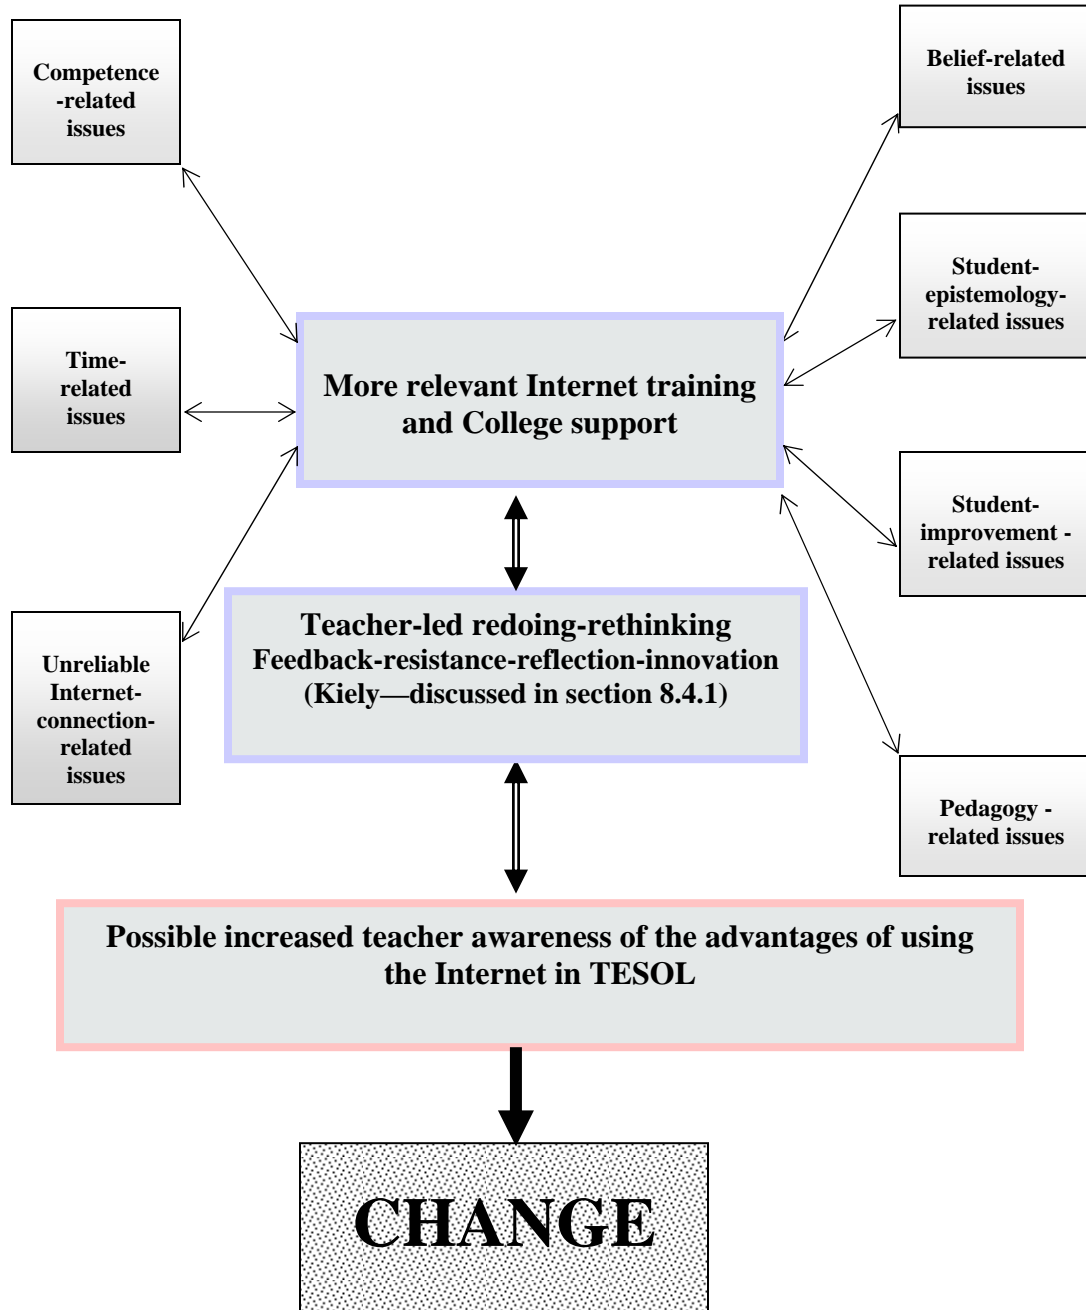 Competence
-related
issues
Belief-related
issues
Student-
epistemology-
related issues
Time-
related
issues
More relevant Internet training
and College support
Student-
improvement -
related issues
Teacher-led redoing-rethinking
Feedback-resistance-reflection-innovation
(Kiely—discussed in section 8.4.1)
Unreliable
Internet-
connection-
related
issues
Pedagogy -
related issues
Possible increased teacher awareness of the advantages of using
the Internet in TESOL
CHANGE